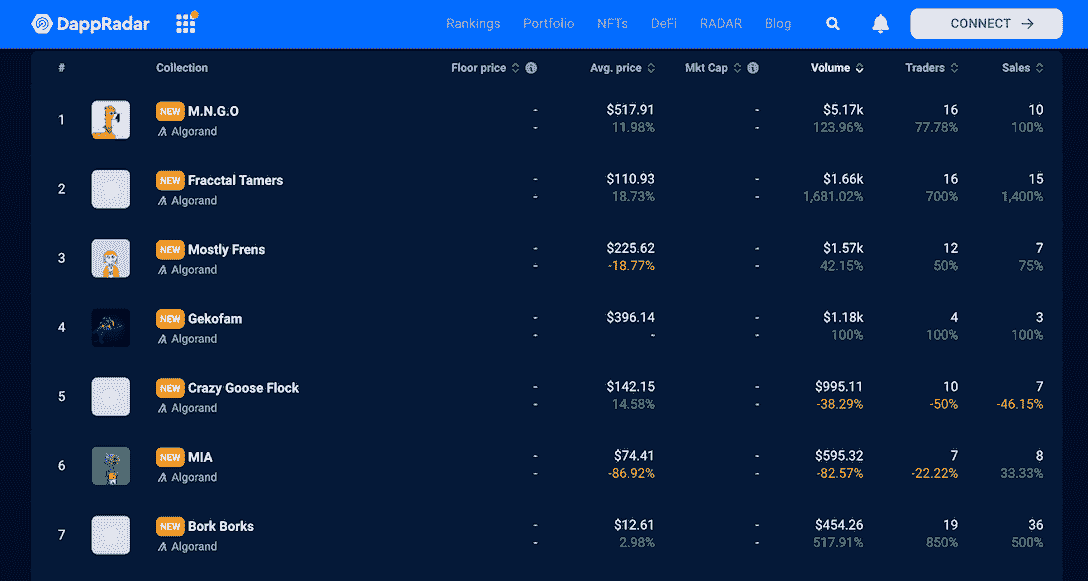 DappRadar Rankings Portfolio NFTs DeFi RADAR Blog CONNECT →
# Collection Floor price Avg. price Mkt Cap Volume Traders Sales
1 NEW M.N.G.O - $517.91 - $5.17k 16 10
Algorand - 11.98% - 123.96% 77.78% 100%
2 NEW Fracctal Tamers - $110.93 - $1.66k 16 15
Algorand - 18.73% - 1,681.02% 700% 1,400%
3 NEW Mostly Frens - $225.62 - $1.57k 12 7
Algorand - -18.77% - 42.15% 50% 75%
4 NEW Gekofam - $396.14 - $1.18k 4 3
Algorand - - - 100% 100% 100%
5 NEW Crazy Goose Flock - $142.15 - $995.11 10 7
Algorand - 14.58% - -38.29% -50% -46.15%
6 NEW MIA - $74.41 - $595.32 7 8
Algorand - -86.92% - -82.57% -22.22% 33.33%
7 NEW Bork Borks - $12.61 - $454.26 19 36
Algorand - 2.98% - 517.91% 850% 500%